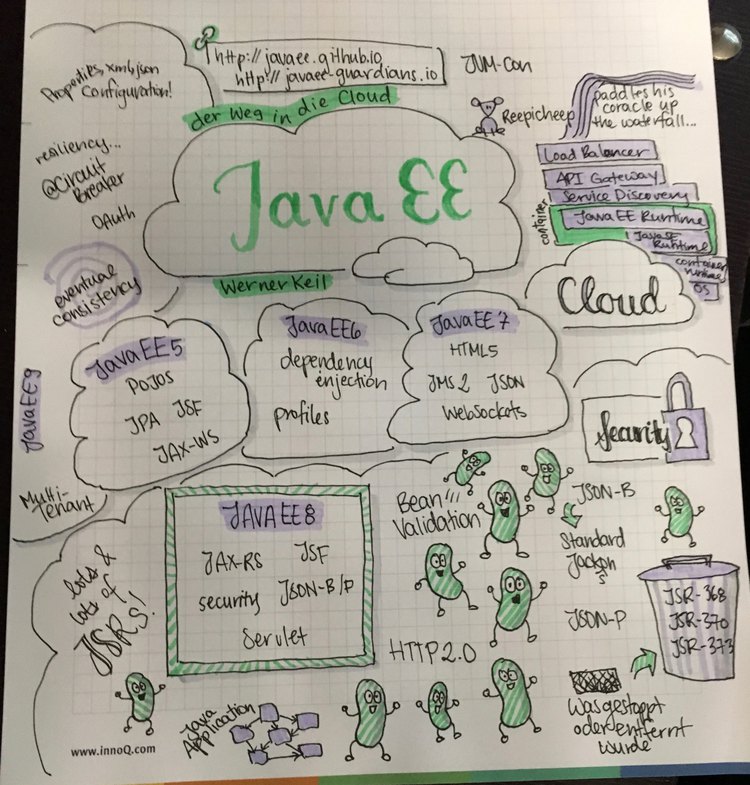 http://javaee.github.io
http://javaee-guardians.io
JVM-Con
Properties, xml, json
Configuration!
der Weg in die Cloud
Reepicheep
paddles his
coracle up
the waterfall...
resiliency...
@Circuit
Breaker
OAuth
Java EE
Load Balancer
API Gateway
Service Discovery
container
Java EE Runtime
Java SE
Runtime
container
runtime
OS
eventual
consistency
Werner Keil
Cloud
Java EE 5
POJOS
JPA JSF
JAX-WS
Java EE6
dependency
enjection
profiles
Java EE 7
HTML5
JMS 2 JSON
WebSockets
Java EE 9
Security
Multi-
Tenant
JAVA EE 8
JAX-RS JSF
security JSON-B/P
Servlet
Bean
Validation
JSON-B
Standard
JSON-P
HTTP 2.0
lots &
lots of
JSRs!
JSR-368
JSR-370
JSR-373
Was gestoppt
oder entfernt
wurde
Java
Application
www.innoQ.com